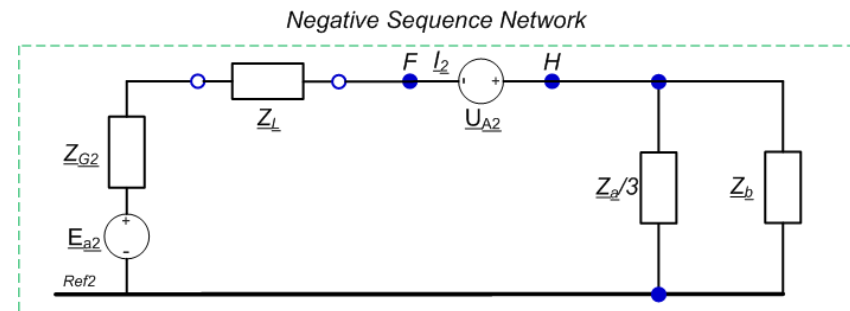 Negative Sequence Network
F I2 H
ZL UA2
ZG2 Za/3 Zb
+
-
+
Ea2
-
Ref2